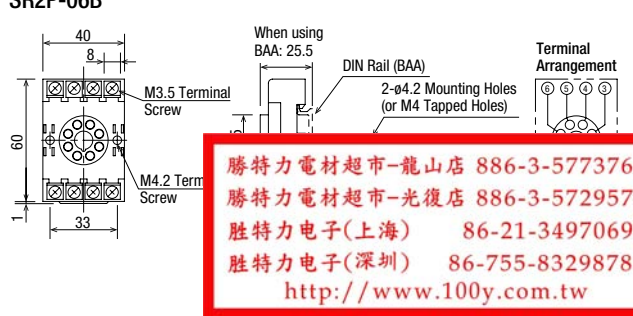 40
8
M3.5 Terminal
Screw
60
1
33
When using
BAA: 25.5
DIN Rail (BAA)
2-ø4.2 Mounting Holes
(or M4 Tapped Holes)
Terminal
Arrangement
6 5 4 3
M4.2
Screw
勝特力電材超市-龍山店 886-3-577376
勝特力電材超市-光復店 886-3-572957
胜特力电子(上海) 86-21-3497069
胜特力电子(深圳) 86-755-8329878
http://www.100y.com.tw